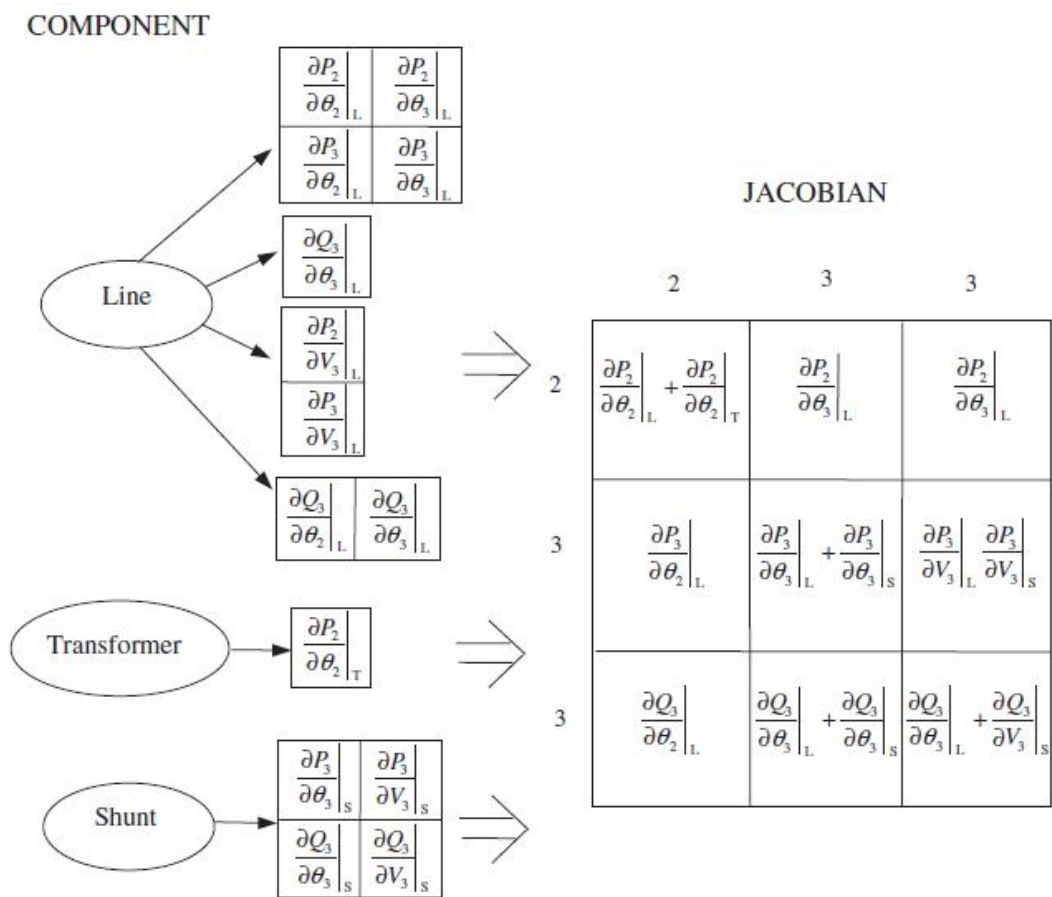 COMPONENT
∂P₂/∂θ₂|L ∂P₂/∂θ₃|L
∂P₃/∂θ₂|L ∂P₃/∂θ₃|L
Line
∂Q₃/∂θ₃|L
∂P₂/∂V₃|L
∂P₃/∂V₃|L
∂Q₃/∂θ₂|L ∂Q₃/∂θ₃|L
Transformer
∂P₂/∂θ₂|T
Shunt
∂P₃/∂θ₃|S ∂P₃/∂V₃|S
∂Q₃/∂θ₃|S ∂Q₃/∂V₃|S
JACOBIAN
2 3 3
2 ∂P₂/∂θ₂|L + ∂P₂/∂θ₂|T ∂P₂/∂θ₃|L ∂P₂/∂θ₃|L
3 ∂P₃/∂θ₂|L ∂P₃/∂θ₃|L + ∂P₃/∂θ₃|S ∂P₃/∂V₃|L ∂P₃/∂V₃|S
3 ∂Q₃/∂θ₂|L ∂Q₃/∂θ₃|L + ∂Q₃/∂θ₃|S ∂Q₃/∂θ₃|L + ∂Q₃/∂V₃|S